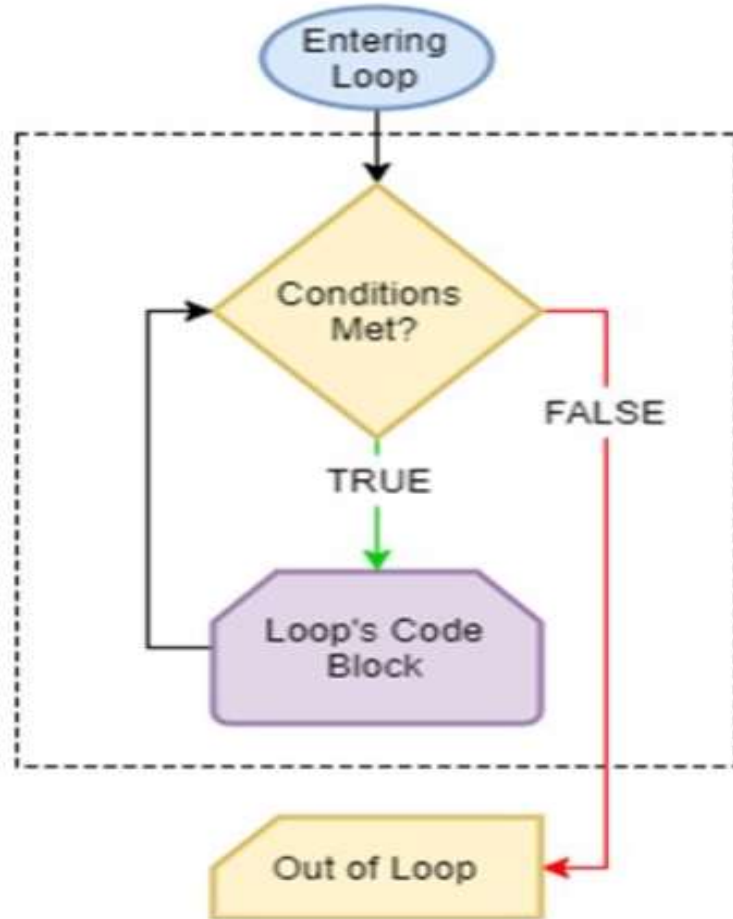 Entering
Loop
Conditions
Met?
FALSE
TRUE
Loop's Code
Block
Out of Loop